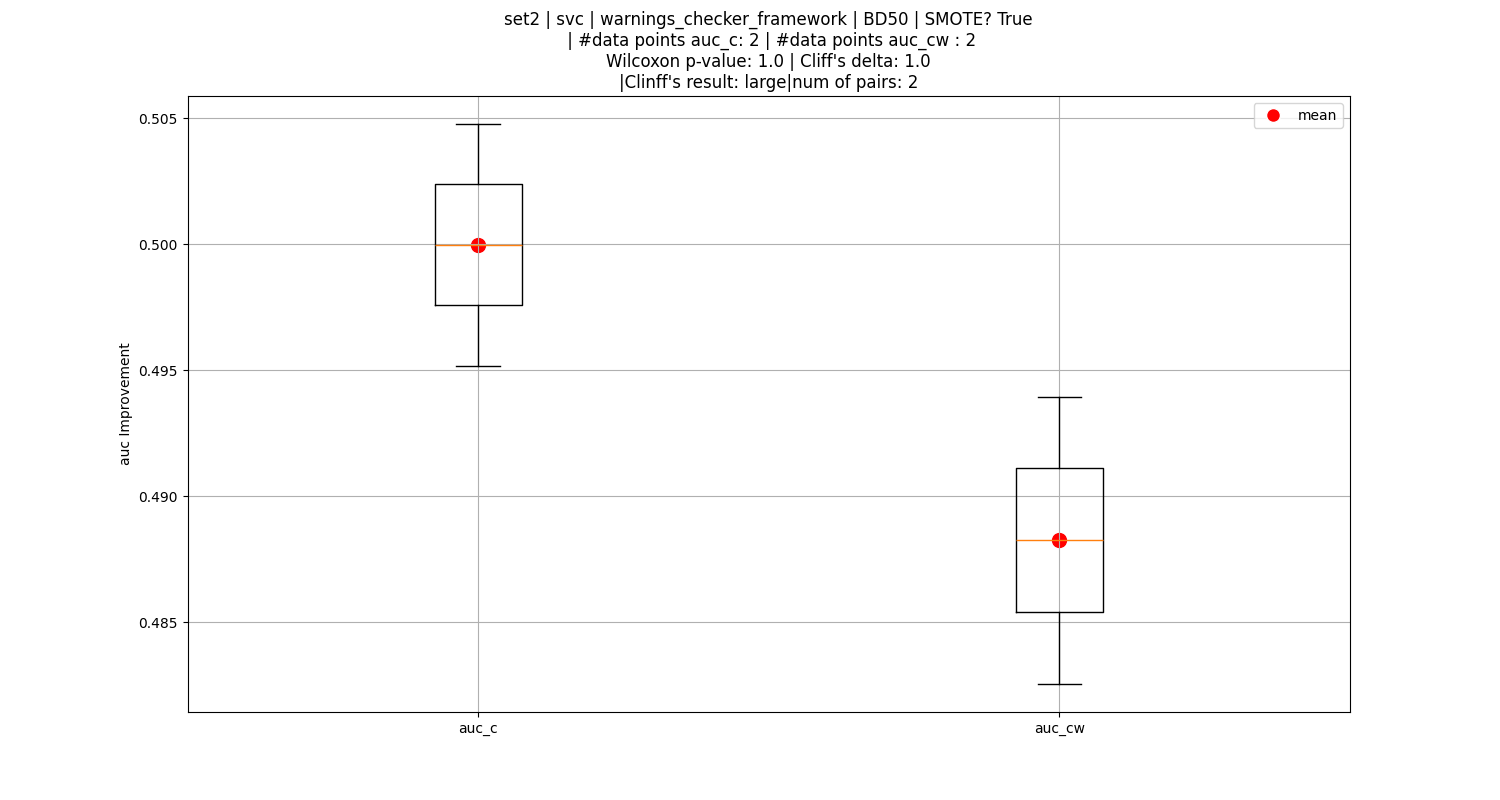 set2 | svc | warnings_checker_framework | BD50 | SMOTE? True
| #data points auc_c: 2 | #data points auc_cw : 2
Wilcoxon p-value: 1.0 | Cliff's delta: 1.0
|Clinff's result: large|num of pairs: 2
mean
0.505
0.500
0.495
0.490
0.485
auc Improvement
auc_c
auc_cw